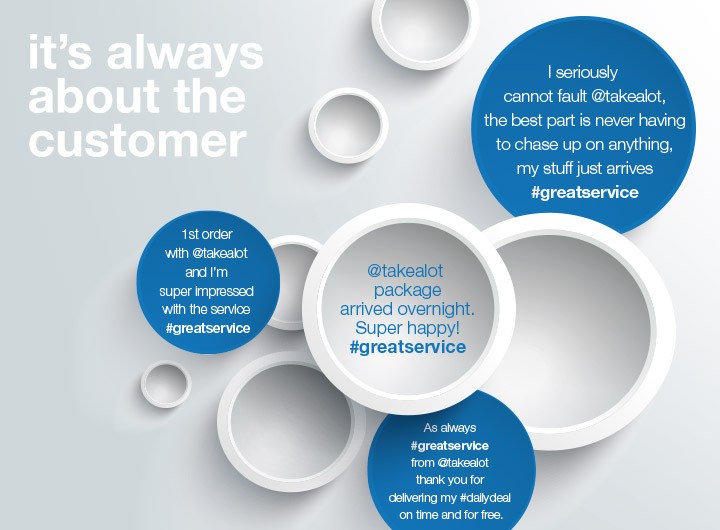 it's always
about the
customer
I seriously
cannot fault @takealot,
the best part is never having
to chase up on anything,
my stuff just arrives
#greatservice
1st order
with @takealot
and I'm
super impressed
with the service
#greatservice
@takealot
package
arrived overnight.
Super happy!
#greatservice
As always
#greatservice
from @takealot
thank you for
delivering my #dailydeal
on time and for free.